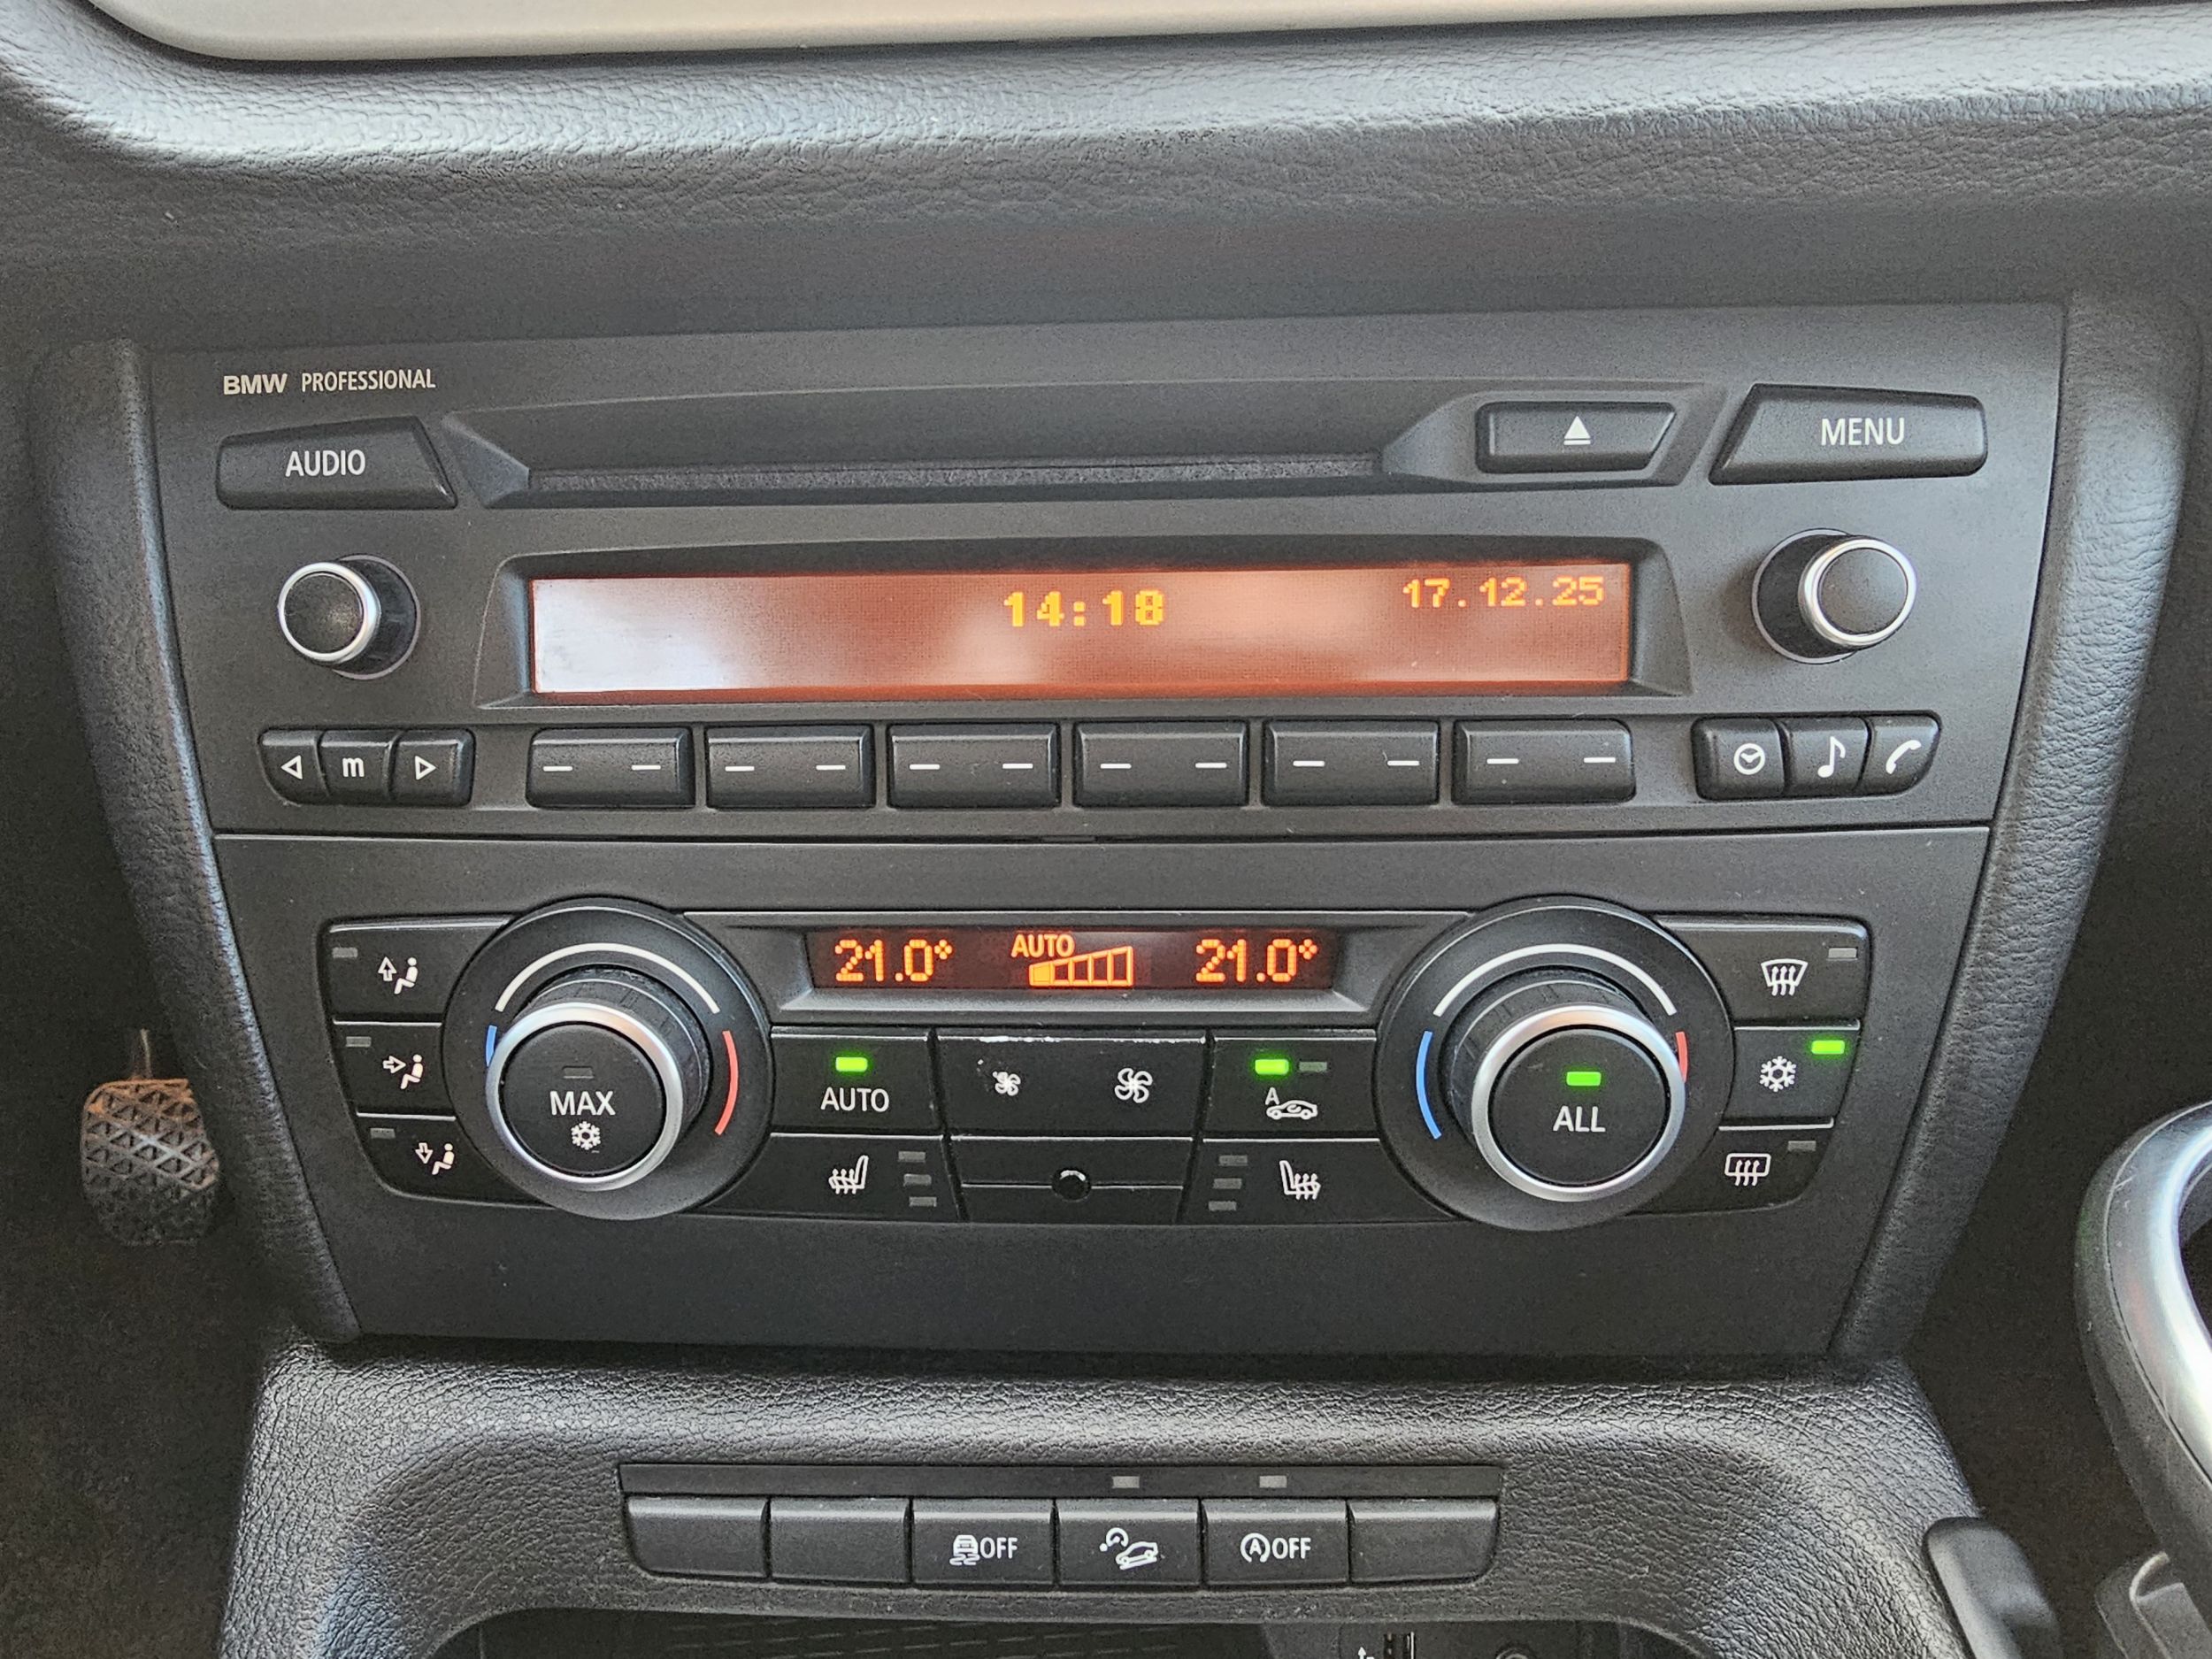 BMW PROFESSIONAL
AUDIO
MENU
14:18
17.12.25
m
21.0°
AUTO
21.0°
MAX
AUTO
A
ALL
OFF
A OFF